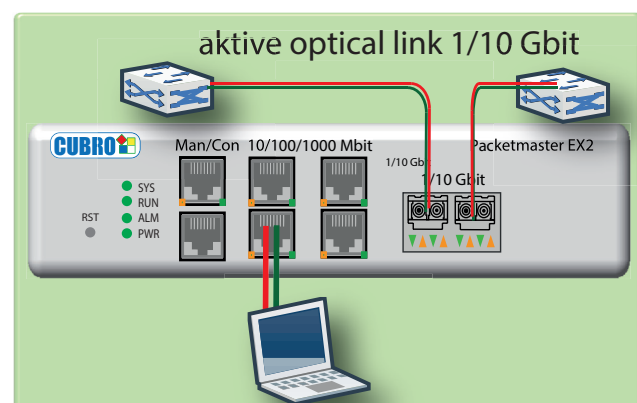 aktive optical link 1/10 Gbit
CUBRO
Man/Con 10/100/1000 Mbit
Packetmaster EX2
1/10 Gbit
1/10 Gbit
SYS
RUN
ALM
PWR
RST